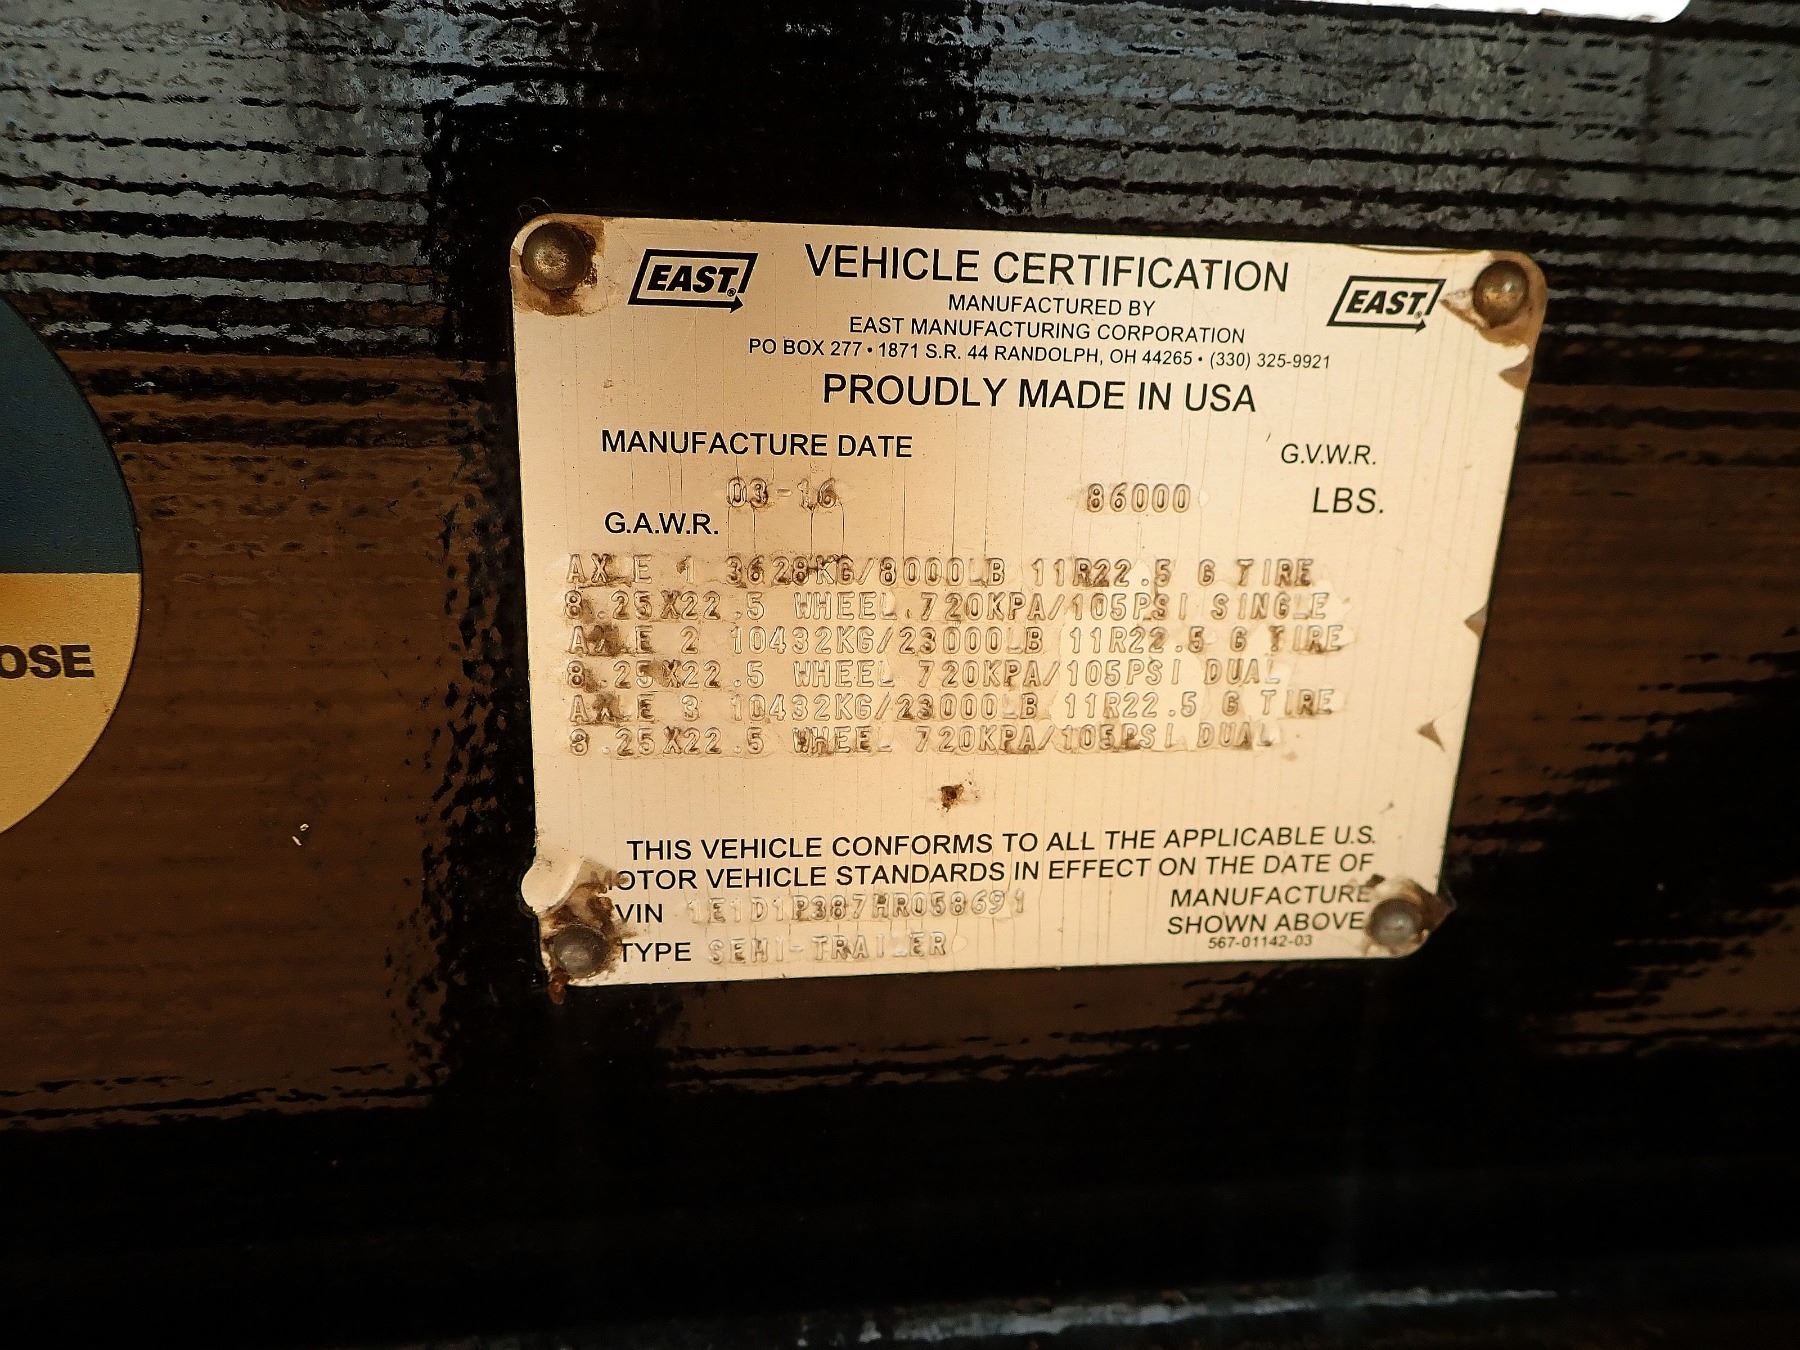 EAST
VEHICLE CERTIFICATION
EAST
MANUFACTURED BY
EAST MANUFACTURING CORPORATION
PO BOX 277 • 1871 S.R. 44 RANDOLPH, OH 44265 • (330) 325-9921
PROUDLY MADE IN USA
MANUFACTURE DATE G.V.W.R.
03-16 86000 LBS.
G.A.W.R.
AXLE 1 3628KG/8000LB 11R22.5 G TIRE
8.25X22.5 WHEEL 720KPA/105PSI SINGLE
AXLE 2 10432KG/23000LB 11R22.5 G TIRE
8.25X22.5 WHEEL 720KPA/105PSI DUAL
AXLE 3 10432KG/23000LB 11R22.5 G TIRE
8.25X22.5 WHEEL 720KPA/105PSI DUAL
THIS VEHICLE CONFORMS TO ALL THE APPLICABLE U.S.
MOTOR VEHICLE STANDARDS IN EFFECT ON THE DATE OF
MANUFACTURE
VIN 1E1D1P387HR058691
SHOWN ABOVE
TYPE SEMI-TRAILER
567-01142-03
OSE